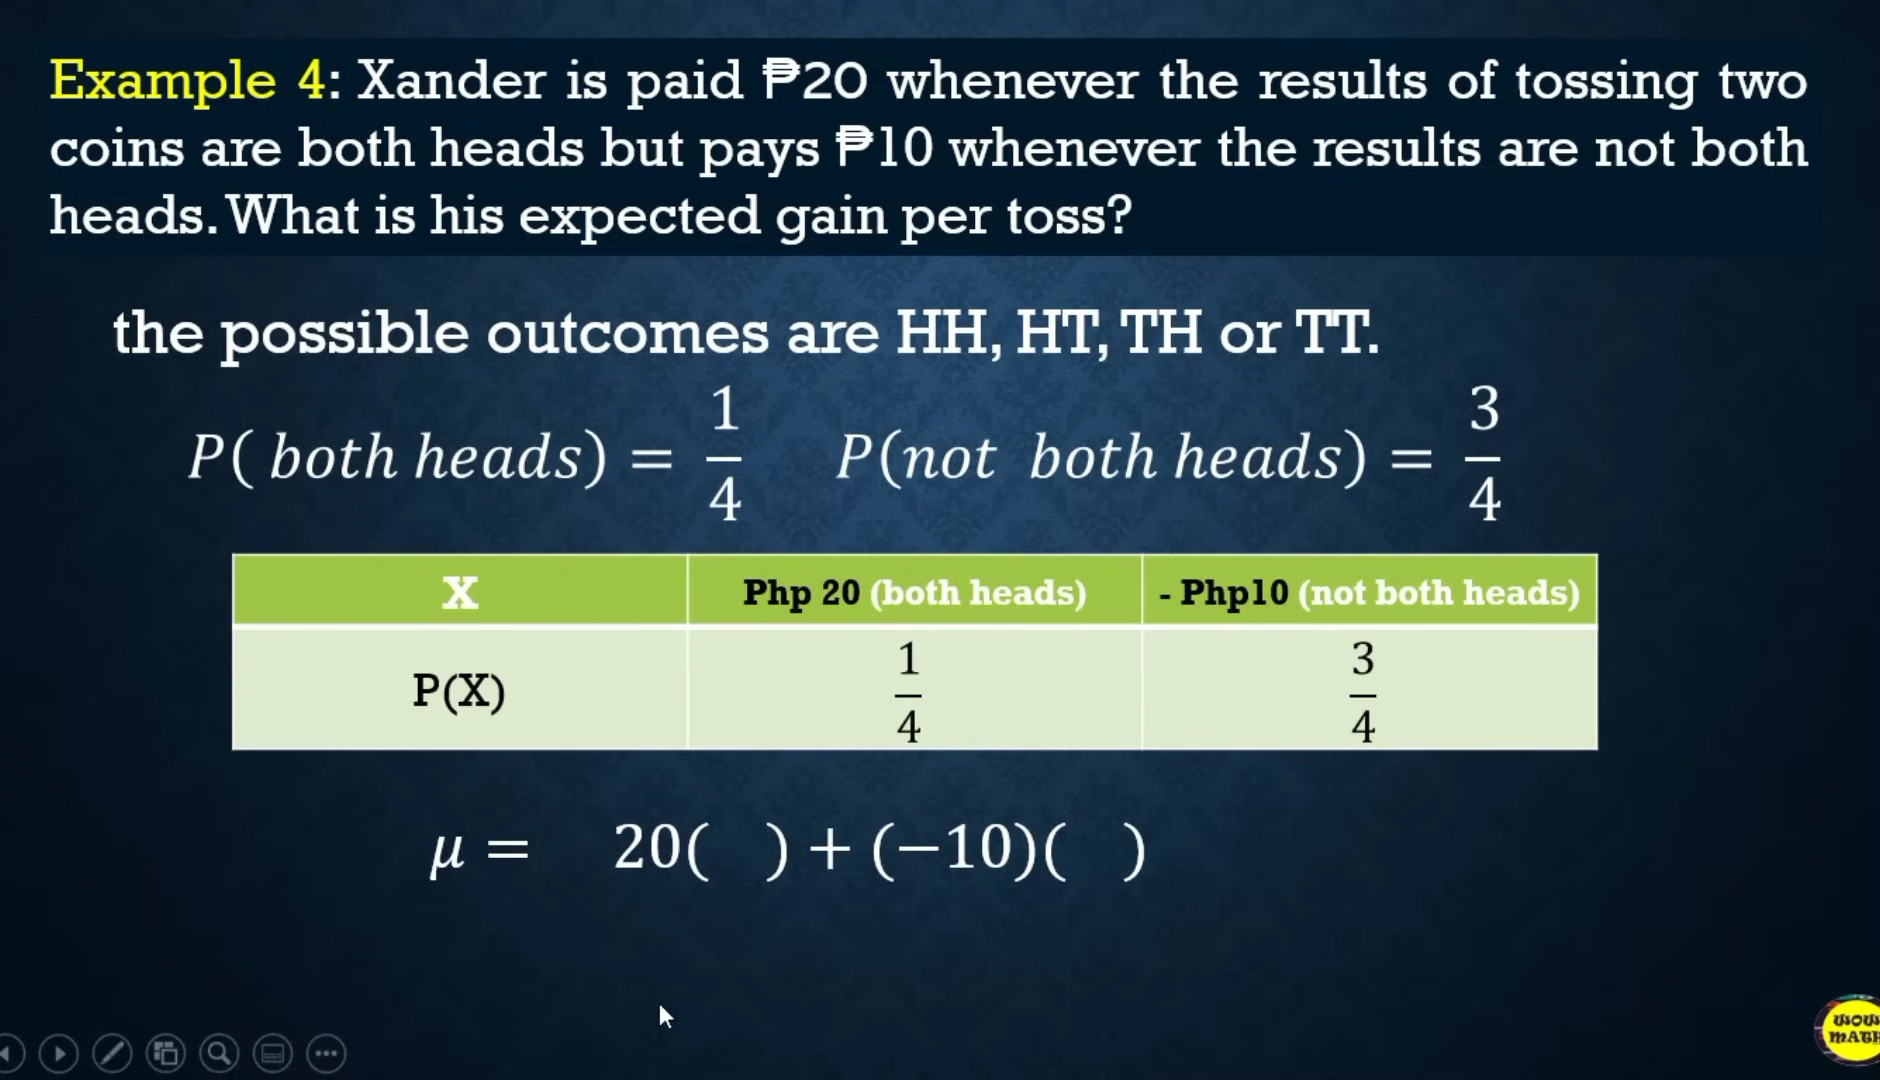 Example 4: Xander is paid ₱20 whenever the results of tossing two
coins are both heads but pays ₱10 whenever the results are not both
heads. What is his expected gain per toss?
the possible outcomes are HH, HT, TH or TT.
P( both heads) = 1/4 P(not both heads) = 3/4
X Php 20 (both heads) - Php10 (not both heads)
P(X) 1/4 3/4
μ = 20( ) + (−10)( )
WOW
MATH